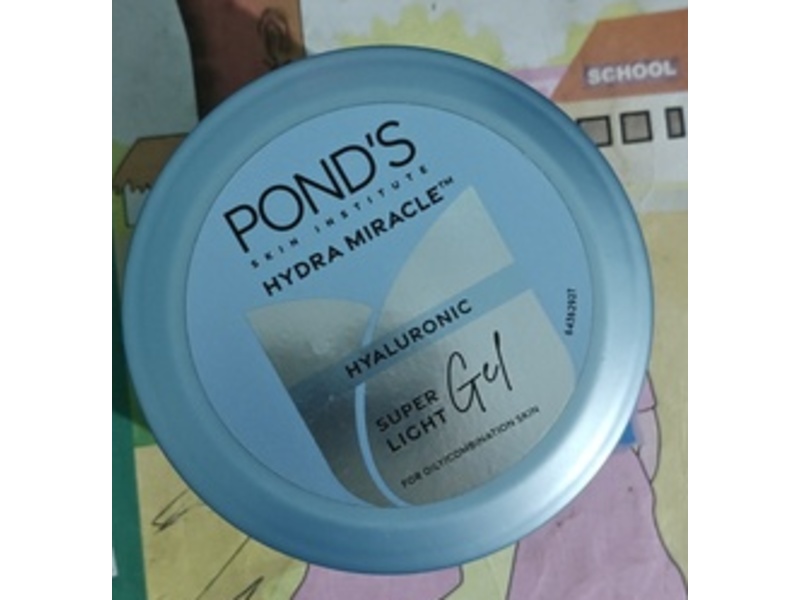 SCHOOL
POND'S
SKIN INSTITUTE
HYDRA MIRACLE™
HYALURONIC
SUPER
LIGHT
Gel
FOR OILY/COMBINATION SKIN